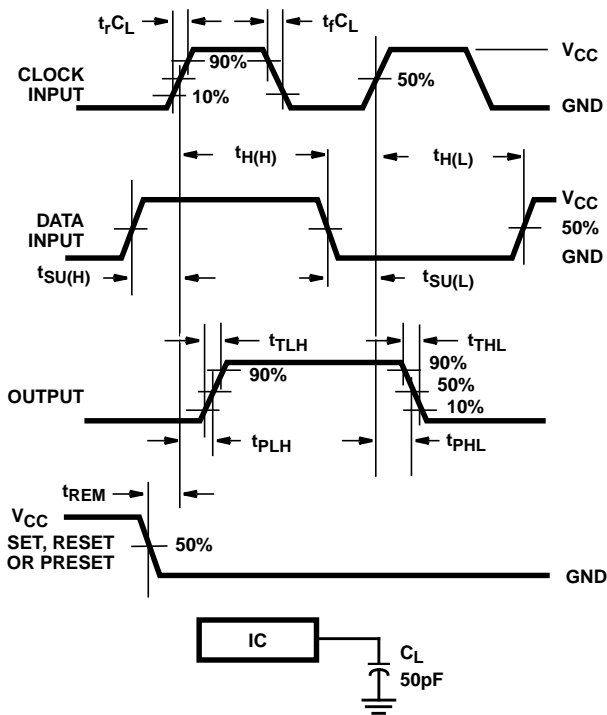 trCL
tfCL
CLOCK
INPUT
90%
10%
50%
VCC
GND
tH(H)
tH(L)
DATA
INPUT
VCC
50%
GND
tSU(H)
tSU(L)
tTLH
tTHL
OUTPUT
90%
90%
50%
10%
tPLH
tPHL
tREM
VCC
SET, RESET
OR PRESET
50%
GND
IC
CL
50pF